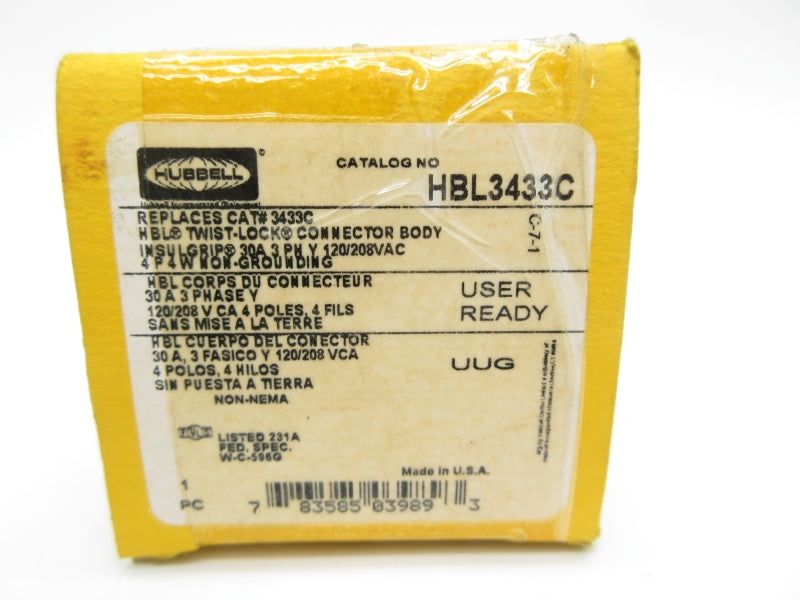 HUBBELL
Hubbell Incorporated (Delaware)
CATALOG NO
HBL3433C
REPLACES CAT# 3433C
HBL® TWIST-LOCK® CONNECTOR BODY
INSULGRIP® 30A 3 PH Y 120/208VAC
4 P 4 W NON-GROUNDING
C-7-1
HBL CORPS DU CONNECTEUR
30 A 3 PHASE Y
120/208 V CA 4 POLES, 4 FILS
SANS MISE A LA TERRE
USER
READY
HBL CUERPO DEL CONECTOR
30 A, 3 FASICO Y 120/208 VCA
4 POLOS, 4 HILOS
SIN PUESTA A TIERRA
NON-NEMA
UUG
LISTED 231A
FED. SPEC.
W-C-596G
Made in U.S.A.
1
PC
7 83585 03989 3